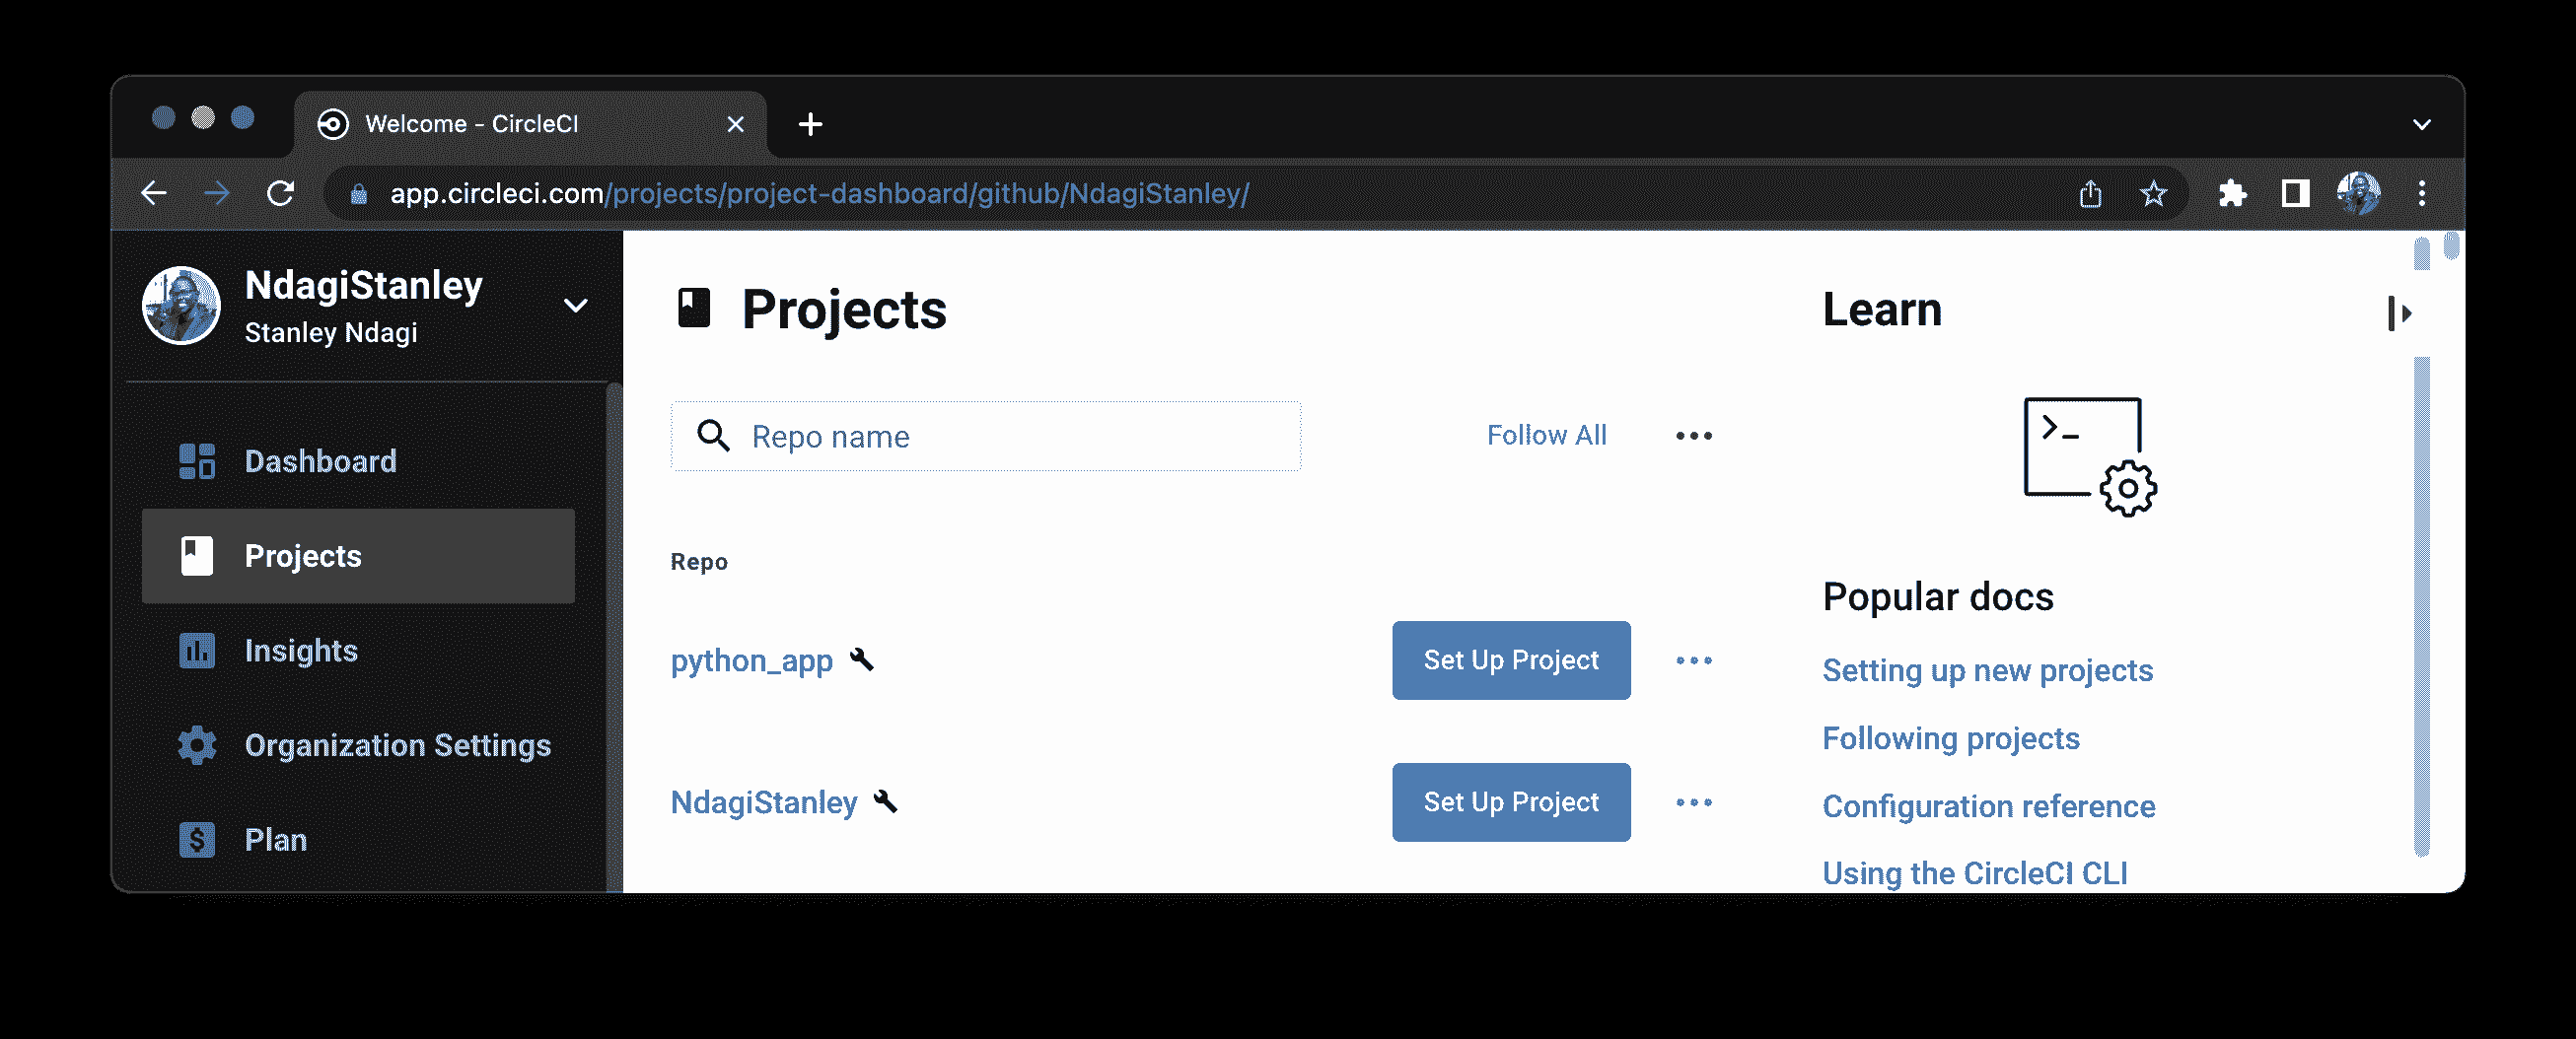 Welcome - CircleCI
app.circleci.com/projects/project-dashboard/github/NdagiStanley/
NdagiStanley
Stanley Ndagi
Dashboard
Projects
Insights
Organization Settings
Plan
Projects
Repo name
Follow All
Repo
python_app
Set Up Project
NdagiStanley
Set Up Project
Learn
Popular docs
Setting up new projects
Following projects
Configuration reference
Using the CircleCI CLI